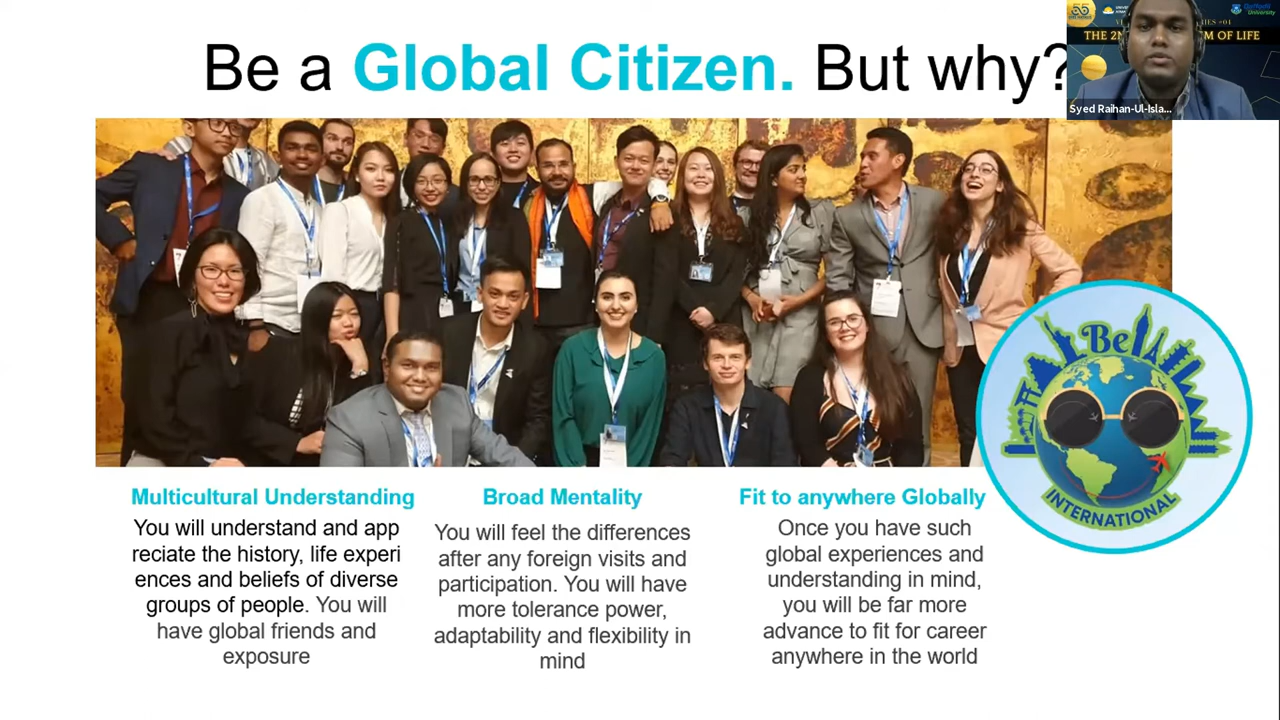 Be a Global Citizen. But why?
THE 2N
M OF LIFE
Syed Raihan-Ul-Isla...
Be A
INTERNATIONAL
Multicultural Understanding
You will understand and app
reciate the history, life experi
ences and beliefs of diverse
groups of people. You will
have global friends and
exposure
Broad Mentality
You will feel the differences
after any foreign visits and
participation. You will have
more tolerance power,
adaptability and flexibility in
mind
Fit to anywhere Globally
Once you have such
global experiences and
understanding in mind,
you will be far more
advance to fit for career
anywhere in the world